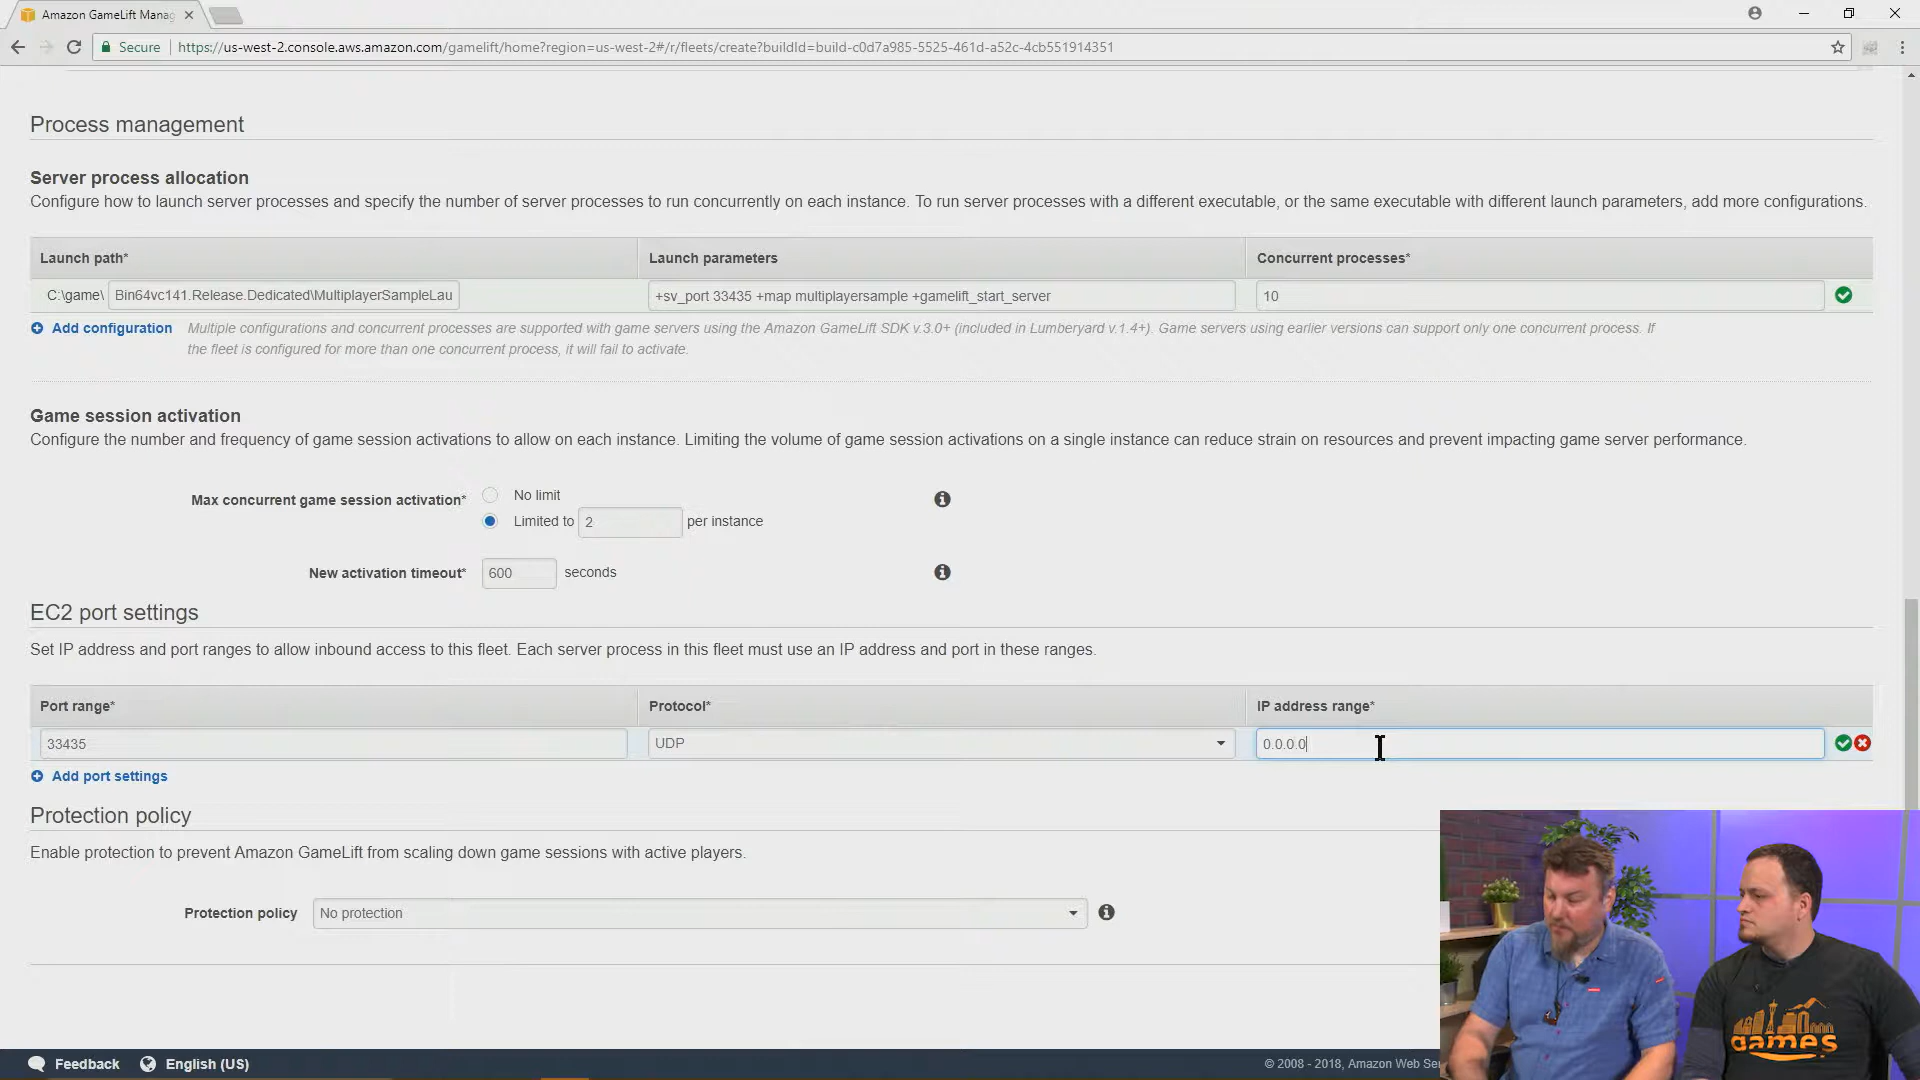 Amazon GameLift Mana
Secure
https://us-west-2.console.aws.amazon.com/gamelift/home?region=us-west-2#/r/fleets/create?buildId=build-c0d7a985-5525-461d-a52c-4cb551914351
Process management
Server process allocation
Configure how to launch server processes and specify the number of server processes to run concurrently on each instance. To run server processes with a different executable, or the same executable with different launch parameters, add more configurations.
Launch path* Launch parameters Concurrent processes*
C:\game\ Bin64vc141.Release.Dedicated\MultiplayerSampleLau +sv_port 33435 +map multiplayersample +gamelift_start_server 10
Add configuration Multiple configurations and concurrent processes are supported with game servers using the Amazon GameLift SDK v.3.0+ (included in Lumberyard v.1.4+). Game servers using earlier versions can support only one concurrent process. If
the fleet is configured for more than one concurrent process, it will fail to activate.
Game session activation
Configure the number and frequency of game session activations to allow on each instance. Limiting the volume of game session activations on a single instance can reduce strain on resources and prevent impacting game server performance.
Max concurrent game session activation* No limit
Limited to 2 per instance
New activation timeout* 600 seconds
EC2 port settings
Set IP address and port ranges to allow inbound access to this fleet. Each server process in this fleet must use an IP address and port in these ranges.
Port range* Protocol* IP address range*
33435 UDP 0.0.0.0
Add port settings
Protection policy
Enable protection to prevent Amazon GameLift from scaling down game sessions with active players.
Protection policy No protection
games
Feedback English (US) © 2008 - 2018, Amazon Web Ser